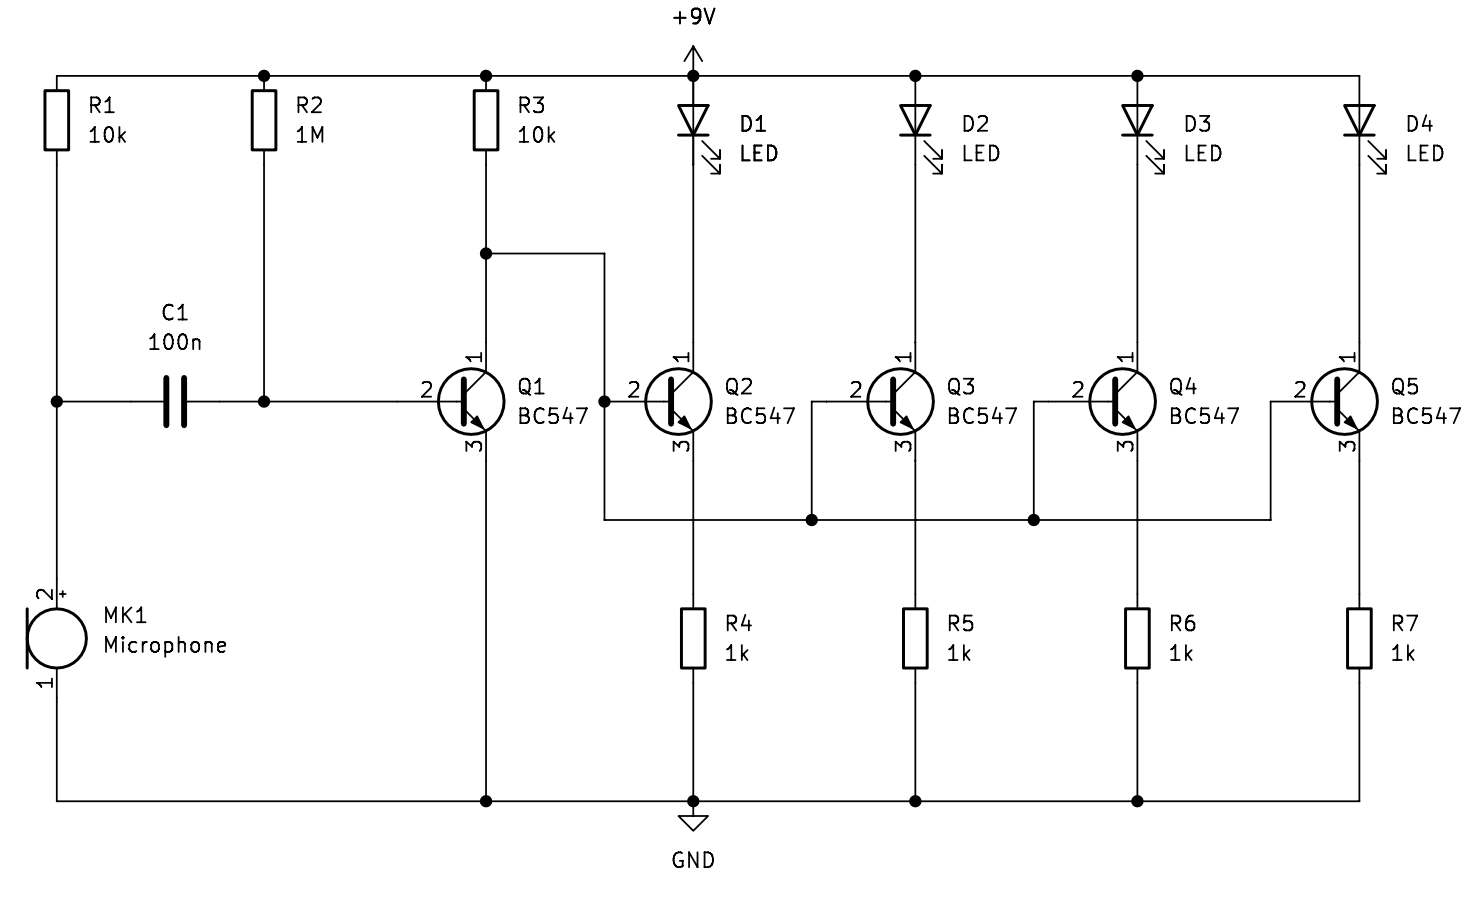 +9V
R1
10k
R2
1M
R3
10k
D1
LED
D2
LED
D3
LED
D4
LED
C1
100n
1
2
Q1
BC547
3
1
2
Q2
BC547
3
1
2
Q3
BC547
3
1
2
Q4
BC547
3
1
2
Q5
BC547
3
2
+
MK1
Microphone
1
R4
1k
R5
1k
R6
1k
R7
1k
GND